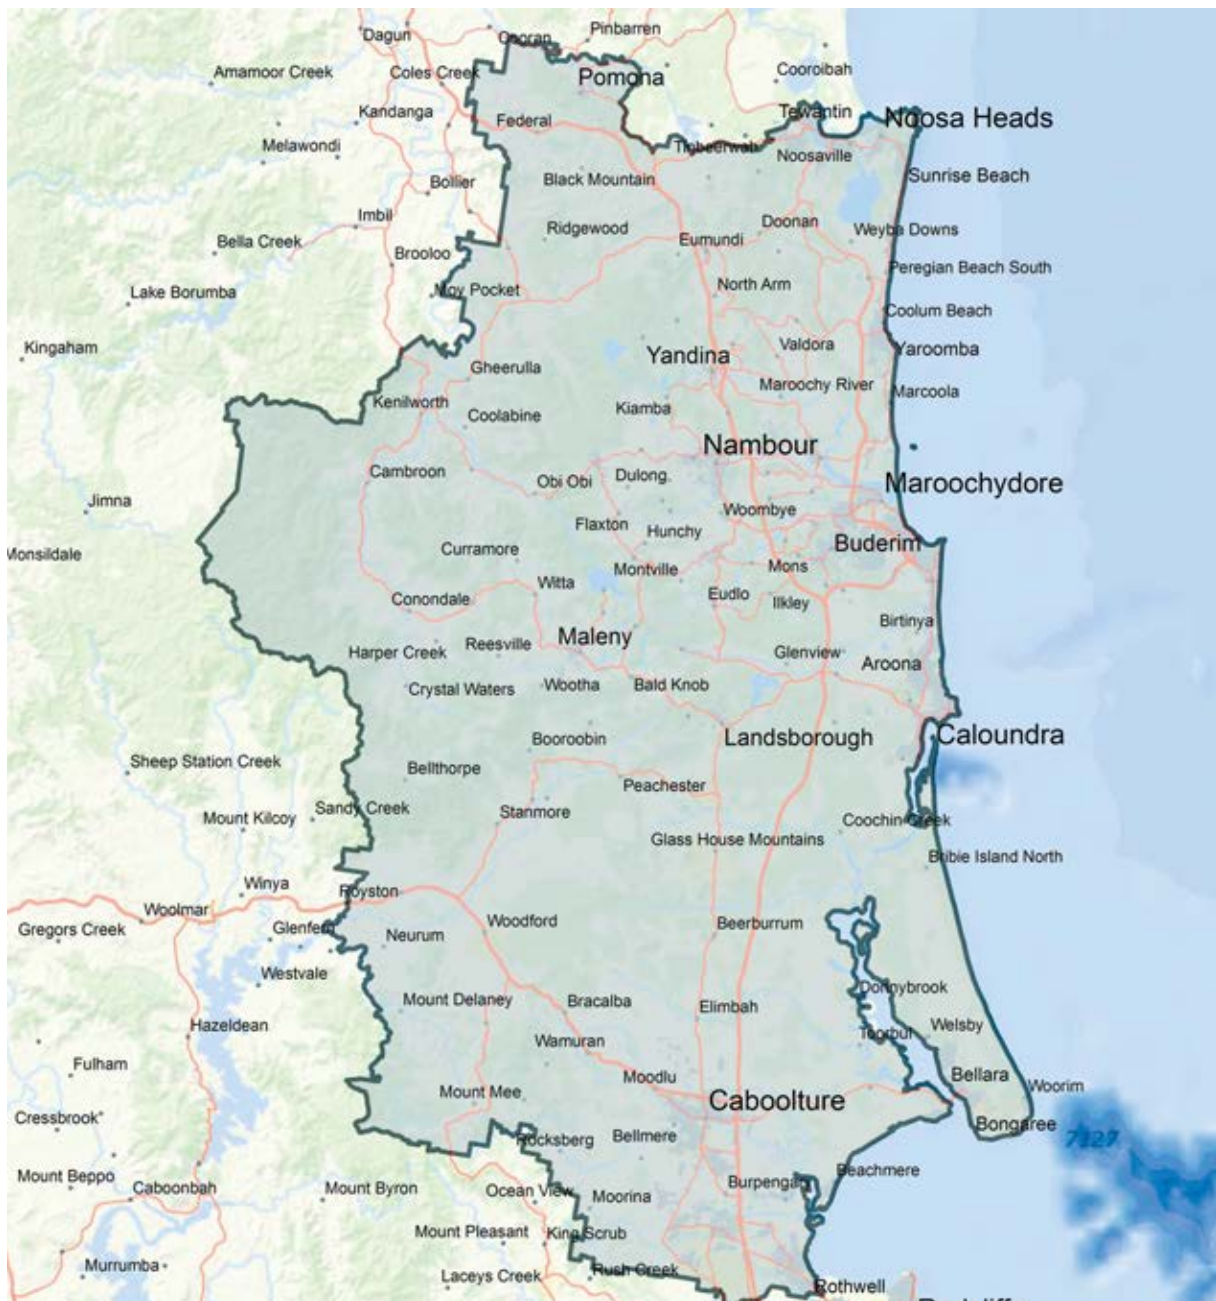 Dagun
Cooran
Pinbarren
Amamoor Creek
Coles Creek
Pomona
Cooroibah
Kandanga
Federal
Tewantin
Noosa Heads
Melawondi
Tinbeerwah
Noosaville
Bollier
Black Mountain
Sunrise Beach
Imbil
Ridgewood
Doonan
Weyba Downs
Bella Creek
Brooloo
Eumundi
Peregian Beach South
Lake Borumba
Moy Pocket
North Arm
Coolum Beach
Kingaham
Gheerulla
Yandina
Valdora
Yaroomba
Maroochy River
Marcoola
Kenilworth
Coolabine
Kiamba
Nambour
Cambroon
Obi Obi
Dulong
Maroochydore
Jimna
Flaxton
Hunchy
Woombye
Monsildale
Curramore
Buderim
Witta
Montville
Mons
Conondale
Eudlo
Ilkley
Birtinya
Harper Creek
Reesville
Maleny
Glenview
Aroona
Crystal Waters
Wootha
Bald Knob
Booroobin
Landsborough
Caloundra
Sheep Station Creek
Bellthorpe
Peachester
Mount Kilcoy
Sandy Creek
Stanmore
Coochin Creek
Glass House Mountains
Bribie Island North
Winya
Royston
Woolmar
Gregors Creek
Glenfern
Neurum
Woodford
Beerburrum
Westvale
Mount Delaney
Bracalba
Elimbah
Donnybrook
Hazeldean
Wamuran
Toorbul
Welsby
Fulham
Moodlu
Bellara
Woorim
Cressbrook
Mount Mee
Caboolture
Bongaree
Rocksberg
Bellmere
7127
Mount Beppo
Caboonbah
Mount Byron
Ocean View
Moorina
Burpengary
Beachmere
Mount Pleasant
King Scrub
Murrumba
Laceys Creek
Rush Creek
Rothwell